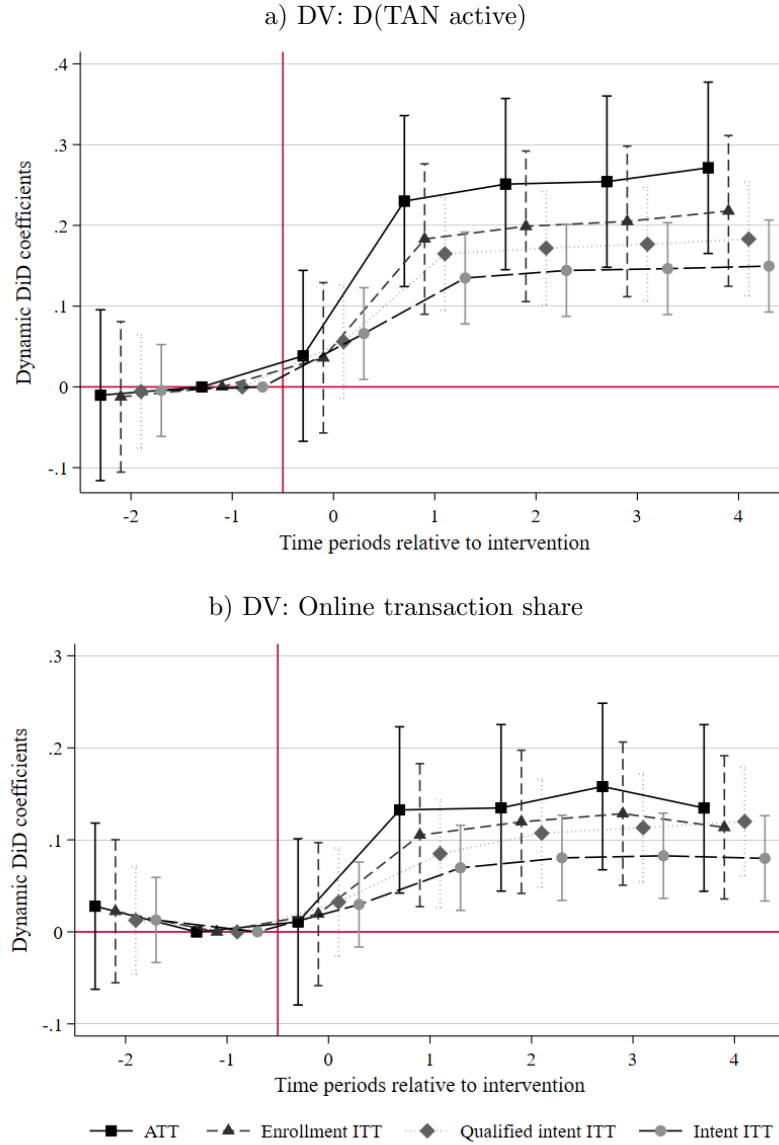 a) DV: D(TAN active)
.4
.3
.2
.1
0
-.1
Dynamic DiD coefficients
-2 -1 0 1 2 3 4
Time periods relative to intervention
b) DV: Online transaction share
.3
.2
.1
0
-.1
Dynamic DiD coefficients
-2 -1 0 1 2 3 4
Time periods relative to intervention
ATT Enrollment ITT Qualified intent ITT Intent ITT